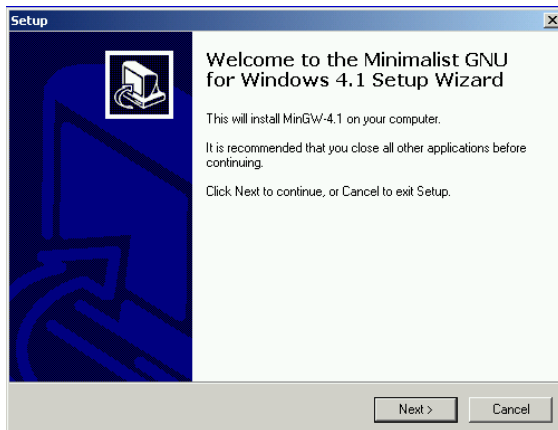 Setup
Welcome to the Minimalist GNU
for Windows 4.1 Setup Wizard
This will install MinGW-4.1 on your computer.
It is recommended that you close all other applications before
continuing.
Click Next to continue, or Cancel to exit Setup.
Next >
Cancel